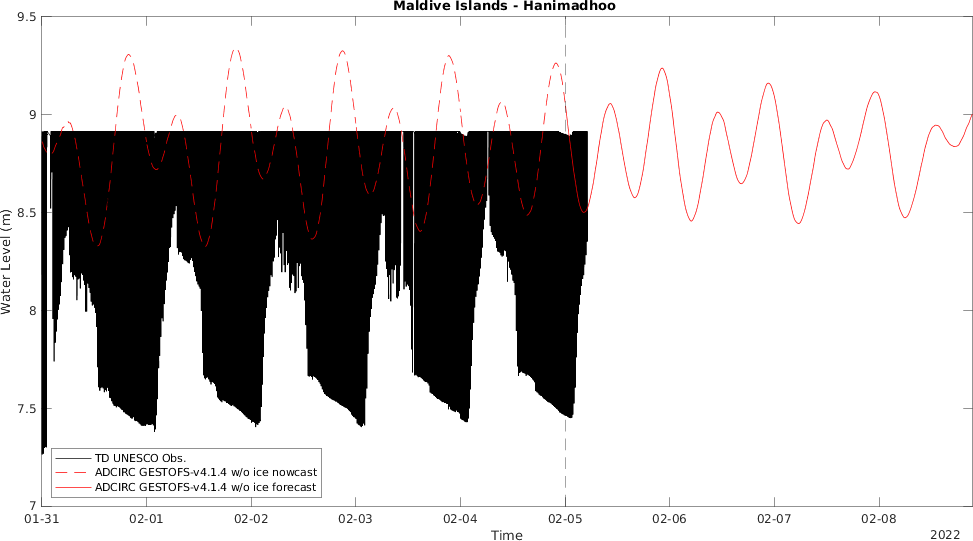 Maldive Islands - Hanimadhoo
Water Level (m)
9.5
9
8.5
8
7.5
7
TD UNESCO Obs.
ADCIRC GESTOFS-v4.1.4 w/o ice nowcast
ADCIRC GESTOFS-v4.1.4 w/o ice forecast
01-31 02-01 02-02 02-03 02-04 02-05 02-06 02-07 02-08
Time
2022